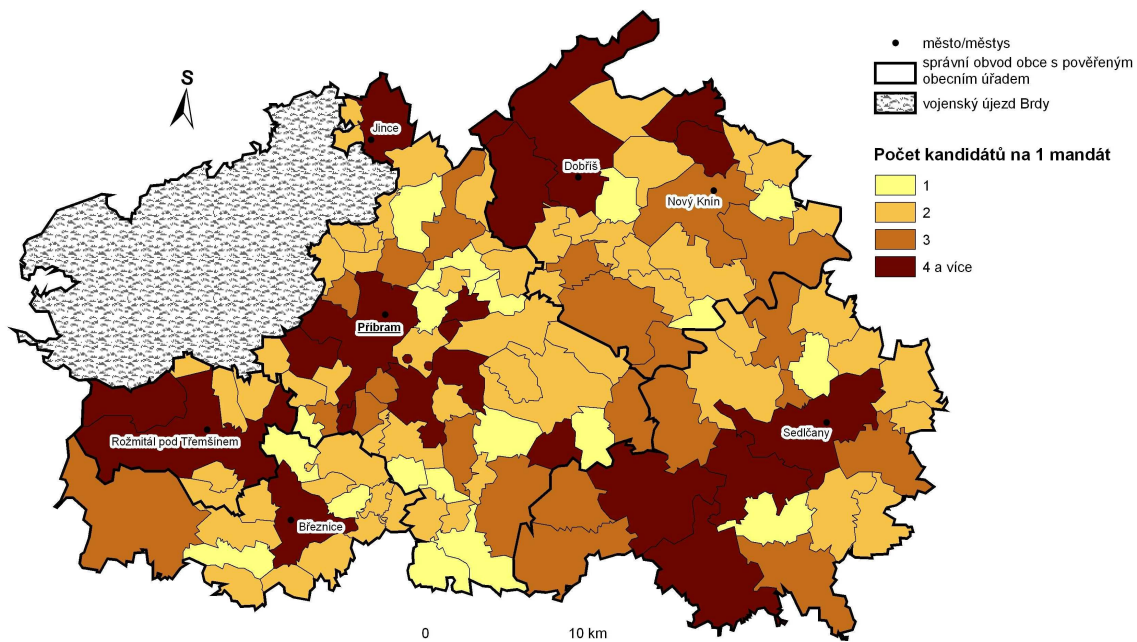 S
Jince
Dobříš
Nový Knín
Příbram
Rožmitál pod Třemšínem
Sedlčany
Březnice
0 10 km
město/městys
správní obvod obce s pověřeným
obecním úřadem
vojenský újezd Brdy
Počet kandidátů na 1 mandát
1
2
3
4 a více